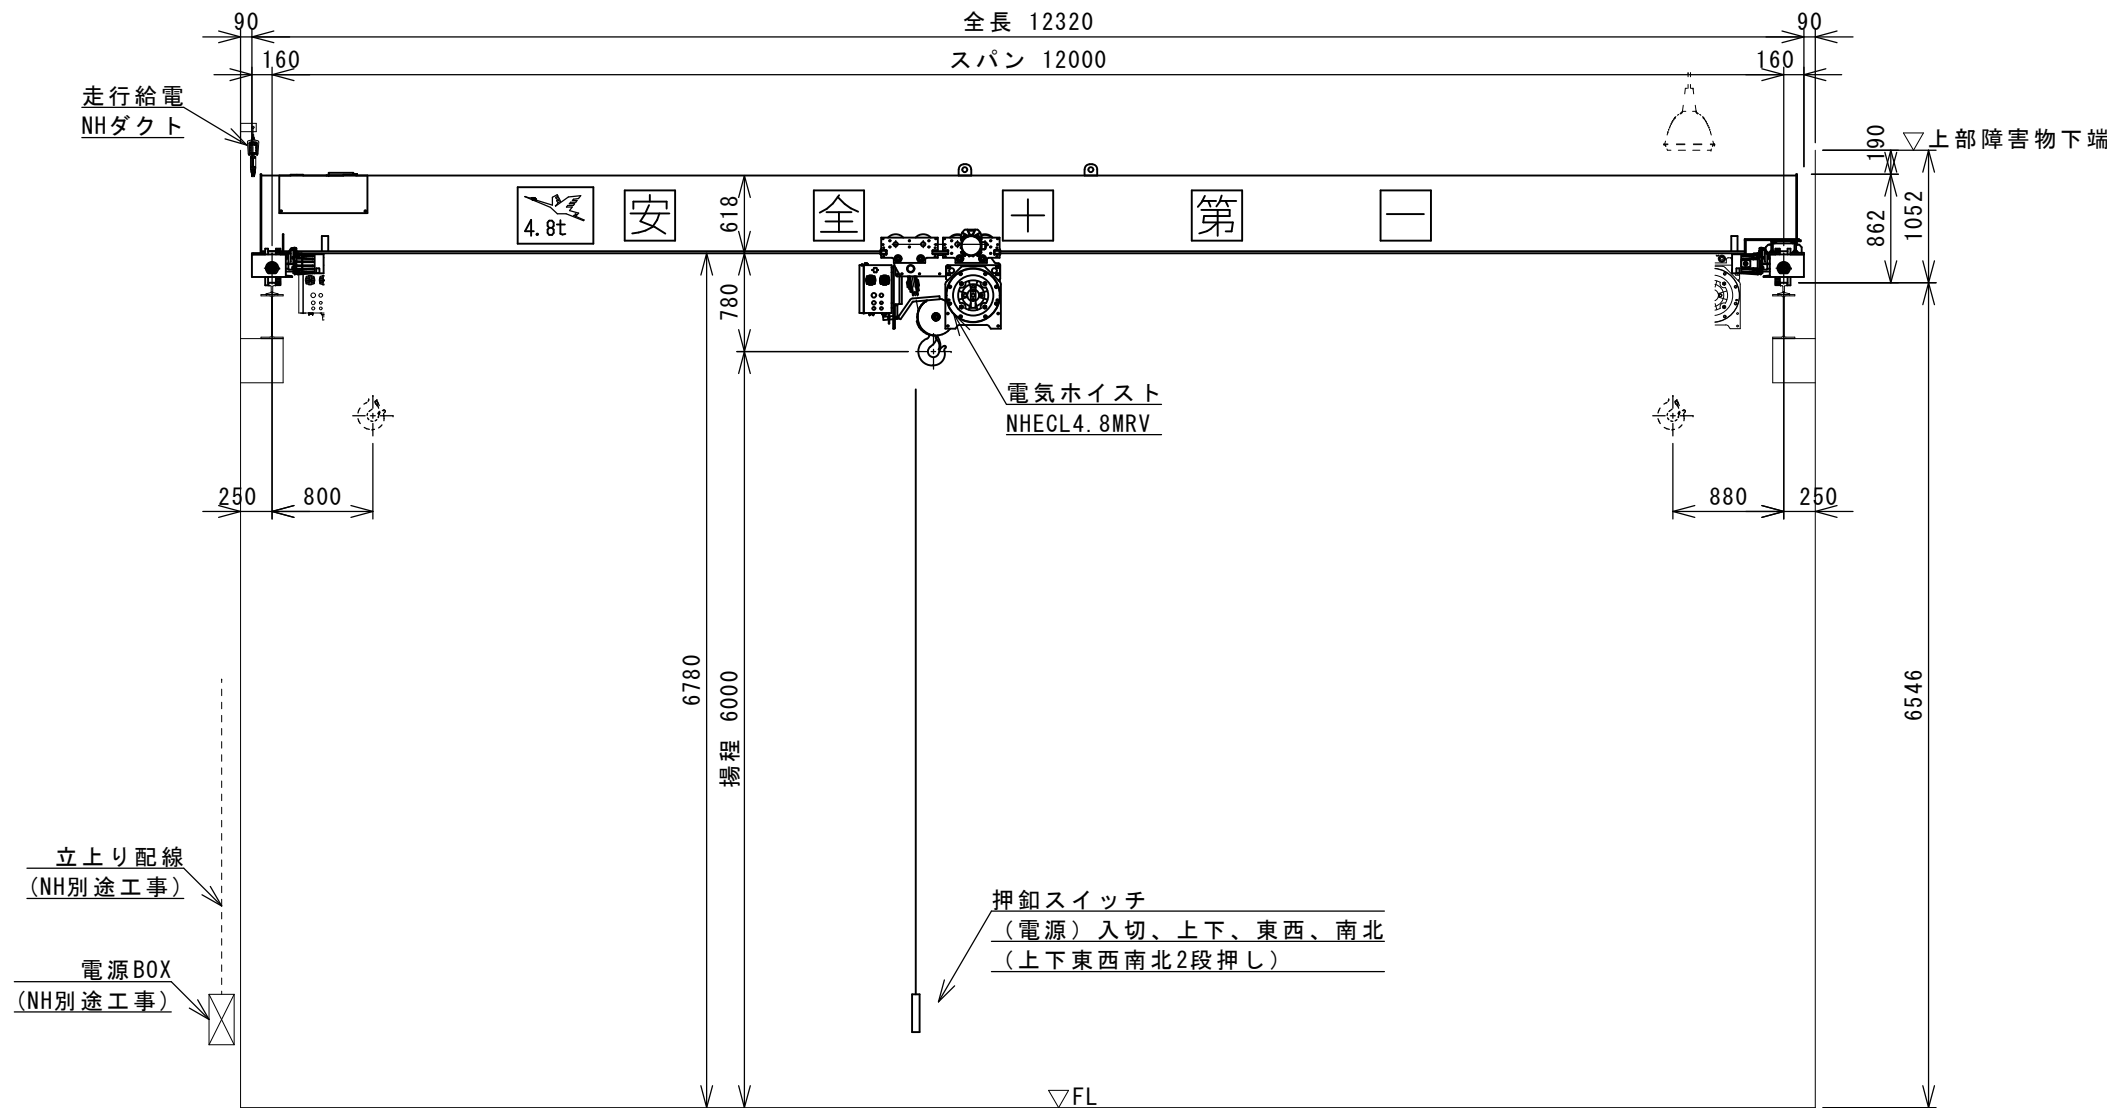 90
全長 12320
90
160
スパン 12000
160
走行給電
NHダクト
190
上部障害物下端
4.8t
安
全
十
第
一
618
862
1052
780
電気ホイスト
NHECL4.8MRV
250
800
880
250
6780
揚程 6000
6546
立上り配線
(NH別途工事)
押釦スイッチ
(電源)入切、上下、東西、南北
(上下東西南北2段押し)
電源BOX
(NH別途工事)
FL